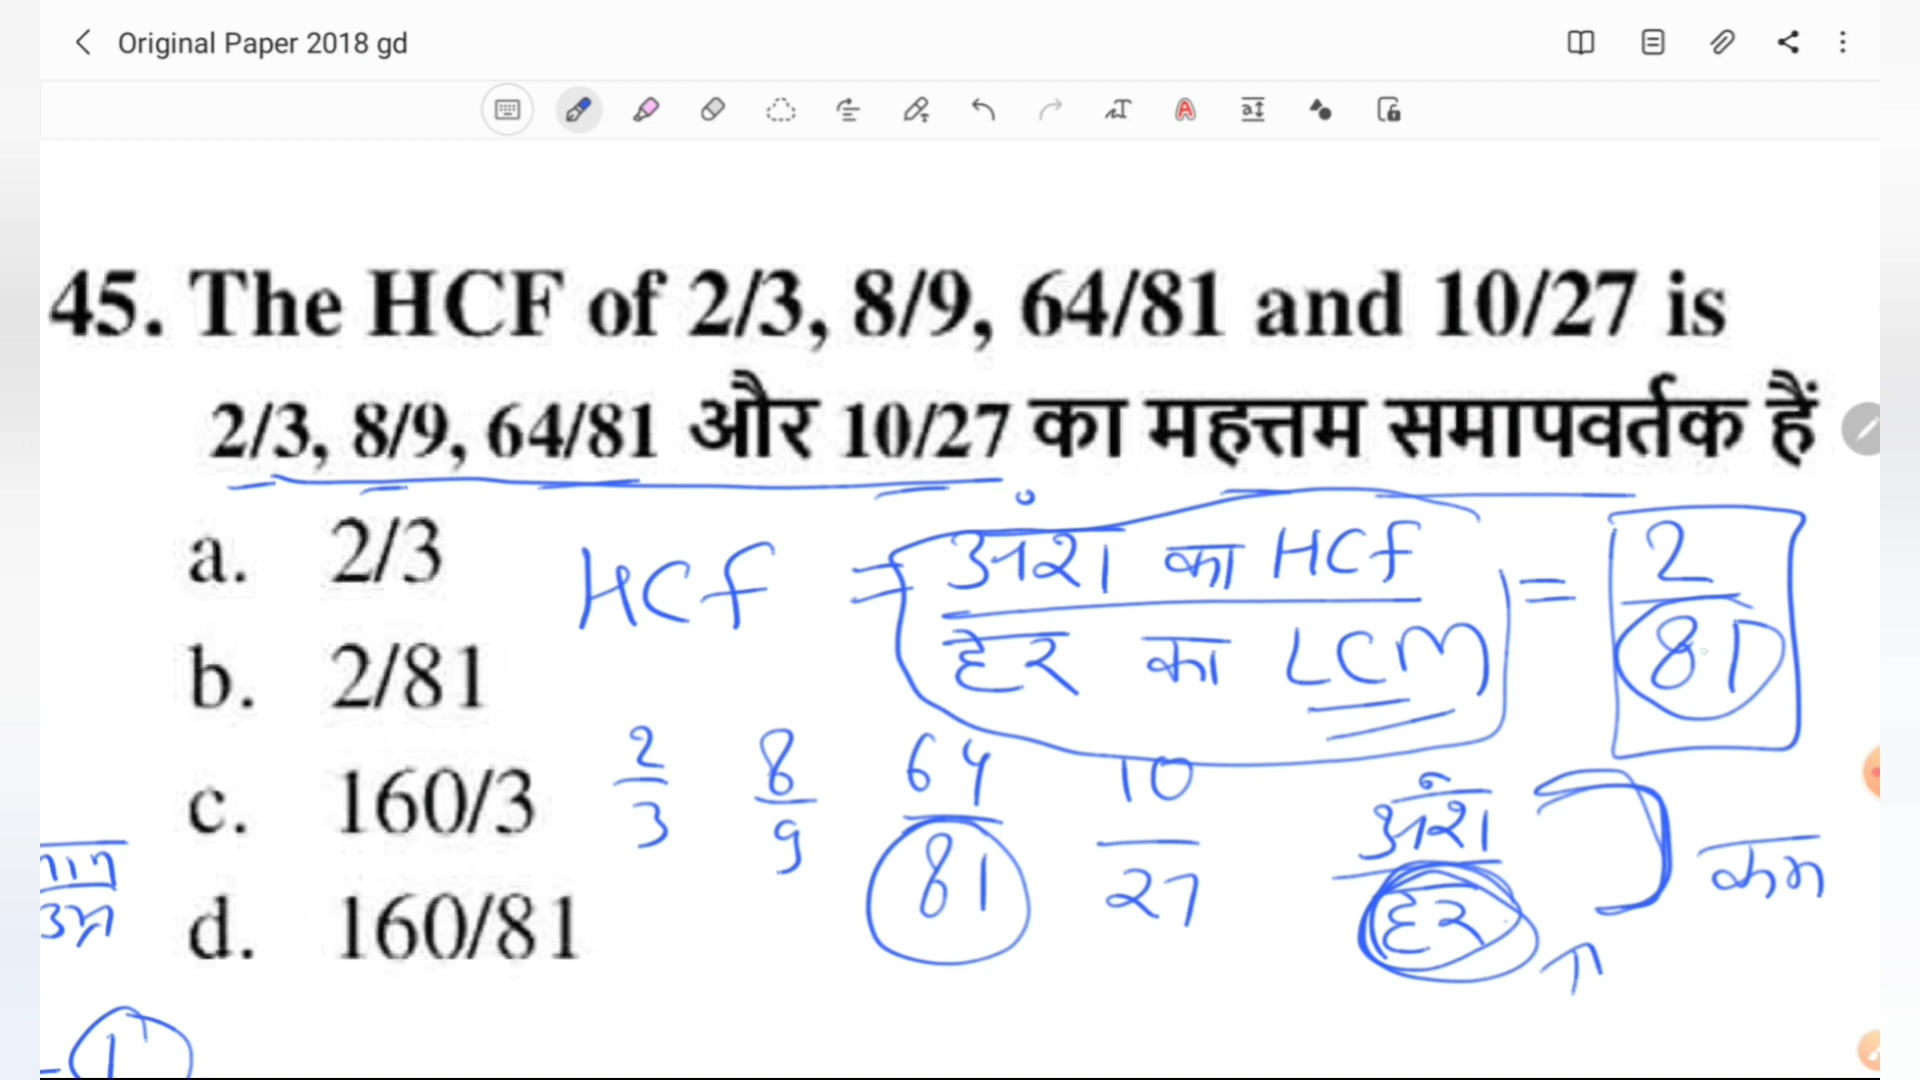 Original Paper 2018 gd
45. The HCF of 2/3, 8/9, 64/81 and 10/27 is
2/3, 8/9, 64/81 और 10/27 का महत्तम समापवर्तक हैं
a. 2/3
b. 2/81
c. 160/3
d. 160/81
HCf = अंश का HCf = 2
हर का LCM 81
2 8 64 10
3 9 81 27
अंश
हर
कम
1